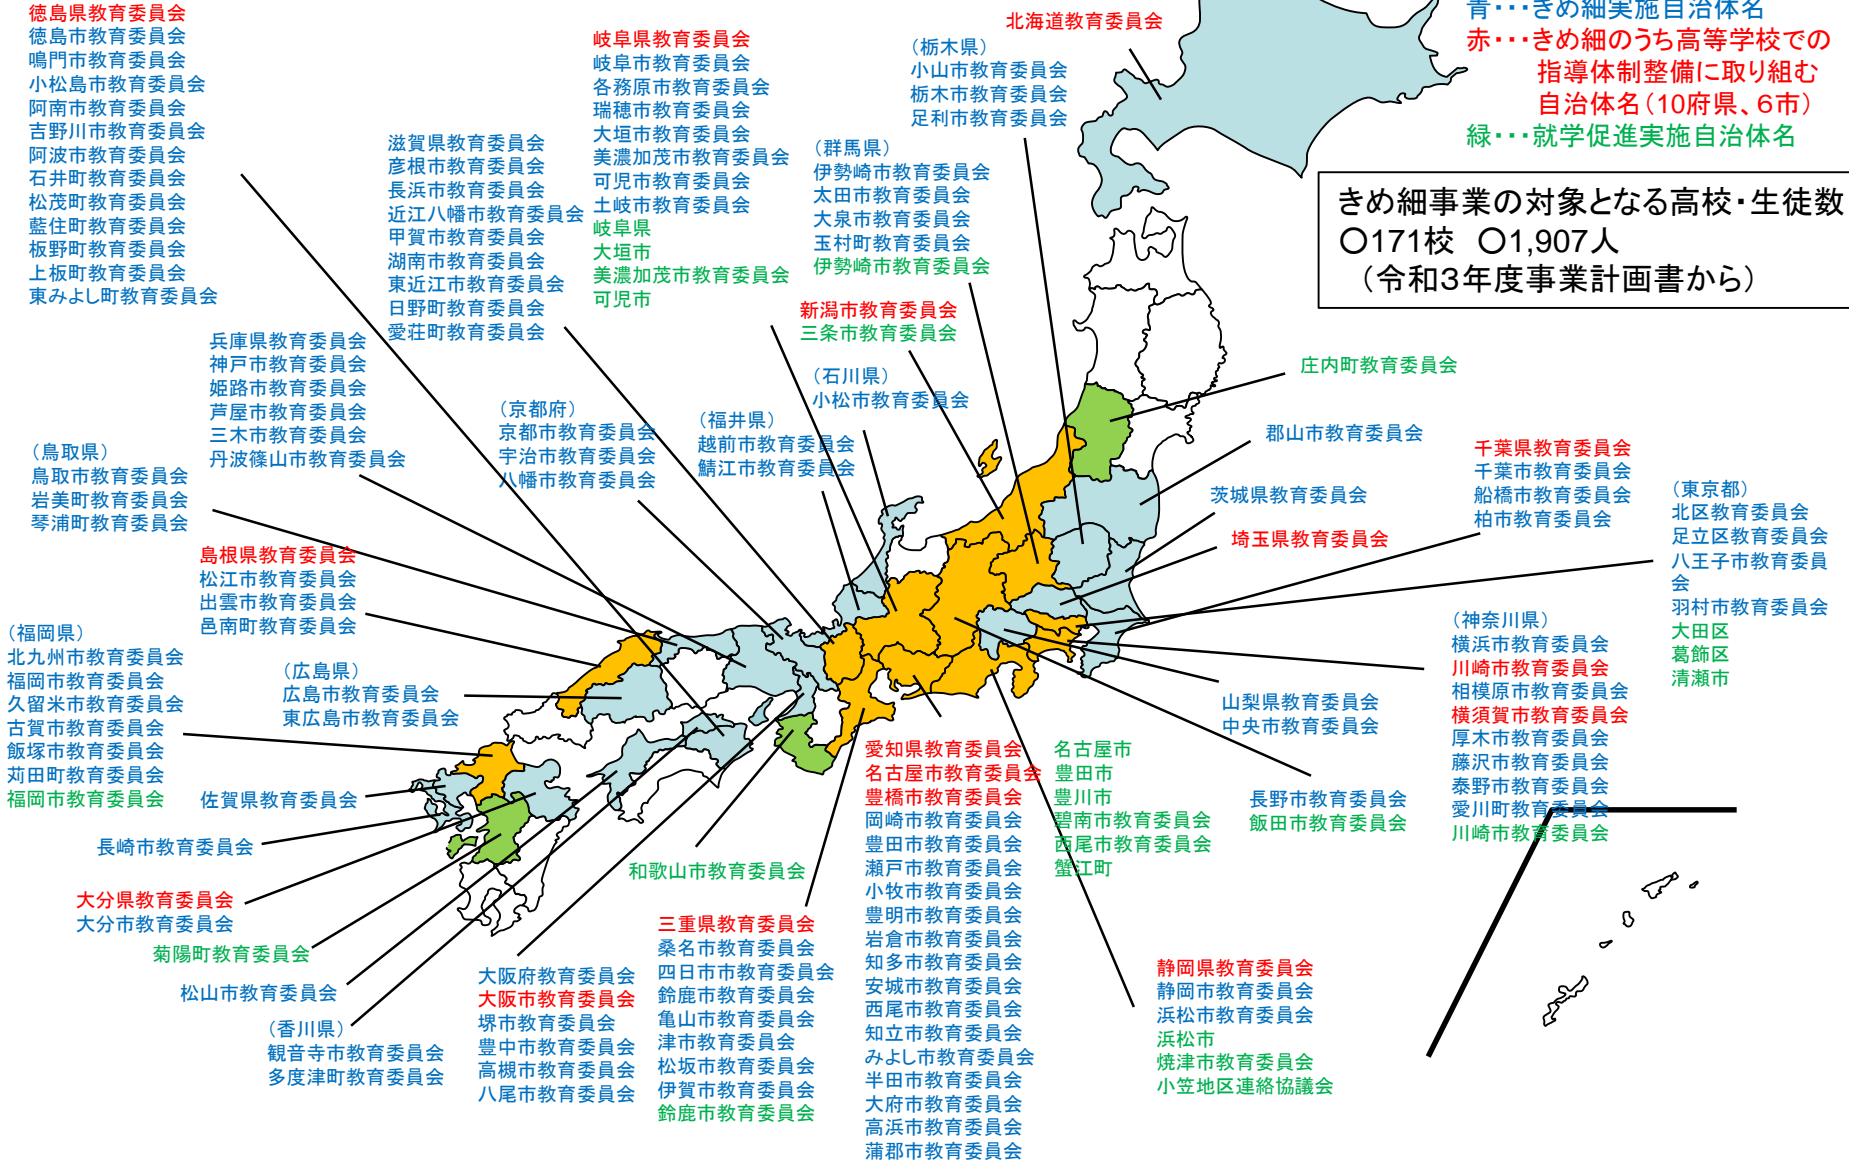 徳島県教育委員会
徳島市教育委員会
鳴門市教育委員会
小松島市教育委員会
阿南市教育委員会
吉野川市教育委員会
阿波市教育委員会
石井町教育委員会
松茂町教育委員会
藍住町教育委員会
板野町教育委員会
上板町教育委員会
東みよし町教育委員会
滋賀県教育委員会
彦根市教育委員会
長浜市教育委員会
近江八幡市教育委員会
甲賀市教育委員会
湖南市教育委員会
東近江市教育委員会
日野町教育委員会
愛荘町教育委員会
岐阜県教育委員会
岐阜市教育委員会
各務原市教育委員会
瑞穂市教育委員会
大垣市教育委員会
美濃加茂市教育委員会
可児市教育委員会
土岐市教育委員会
岐阜県
大垣市
美濃加茂市教育委員会
可児市
北海道教育委員会
(栃木県)
小山市教育委員会
栃木市教育委員会
足利市教育委員会
(群馬県)
伊勢崎市教育委員会
太田市教育委員会
大泉市教育委員会
玉村町教育委員会
伊勢崎市教育委員会
新潟市教育委員会
三条市教育委員会
(石川県)
小松市教育委員会
青・・・きめ細実施自治体名
赤・・・きめ細のうち高等学校での
指導体制整備に取り組む
自治体名(10府県、6市)
緑・・・就学促進実施自治体名
きめ細事業の対象となる高校・生徒数
〇171校 〇1,907人
(令和3年度事業計画書から)
兵庫県教育委員会
神戸市教育委員会
姫路市教育委員会
芦屋市教育委員会
三木市教育委員会
丹波篠山市教育委員会
(京都府)
京都市教育委員会
宇治市教育委員会
八幡市教育委員会
(福井県)
越前市教育委員会
鯖江市教育委員会
(鳥取県)
鳥取市教育委員会
岩美町教育委員会
琴浦町教育委員会
島根県教育委員会
松江市教育委員会
出雲市教育委員会
邑南町教育委員会
(福岡県)
北九州市教育委員会
福岡市教育委員会
久留米市教育委員会
古賀市教育委員会
飯塚市教育委員会
苅田町教育委員会
福岡市教育委員会
(広島県)
広島市教育委員会
東広島市教育委員会
佐賀県教育委員会
長崎市教育委員会
大分県教育委員会
大分市教育委員会
菊陽町教育委員会
松山市教育委員会
(香川県)
観音寺市教育委員会
多度津町教育委員会
大阪府教育委員会
大阪市教育委員会
堺市教育委員会
豊中市教育委員会
高槻市教育委員会
八尾市教育委員会
和歌山市教育委員会
三重県教育委員会
桑名市教育委員会
四日市市教育委員会
鈴鹿市教育委員会
亀山市教育委員会
津市教育委員会
松坂市教育委員会
伊賀市教育委員会
鈴鹿市教育委員会
愛知県教育委員会
名古屋市教育委員会
豊橋市教育委員会
岡崎市教育委員会
豊田市教育委員会
瀬戸市教育委員会
小牧市教育委員会
豊明市教育委員会
岩倉市教育委員会
知多市教育委員会
安城市教育委員会
西尾市教育委員会
知立市教育委員会
みよし市教育委員会
半田市教育委員会
大府市教育委員会
高浜市教育委員会
蒲郡市教育委員会
名古屋市
豊田市
豊川市
碧南市教育委員会
西尾市教育委員会
蟹江町
静岡県教育委員会
静岡市教育委員会
浜松市教育委員会
浜松市
焼津市教育委員会
小笠地区連絡協議会
長野市教育委員会
飯田市教育委員会
山梨県教育委員会
中央市教育委員会
庄内町教育委員会
郡山市教育委員会
茨城県教育委員会
埼玉県教育委員会
千葉県教育委員会
千葉市教育委員会
船橋市教育委員会
柏市教育委員会
(東京都)
北区教育委員会
足立区教育委員会
八王子市教育委員
会
羽村市教育委員会
大田区
葛飾区
清瀬市
(神奈川県)
横浜市教育委員会
川崎市教育委員会
相模原市教育委員会
横須賀市教育委員会
厚木市教育委員会
藤沢市教育委員会
泰野市教育委員会
愛川町教育委員会
川崎市教育委員会